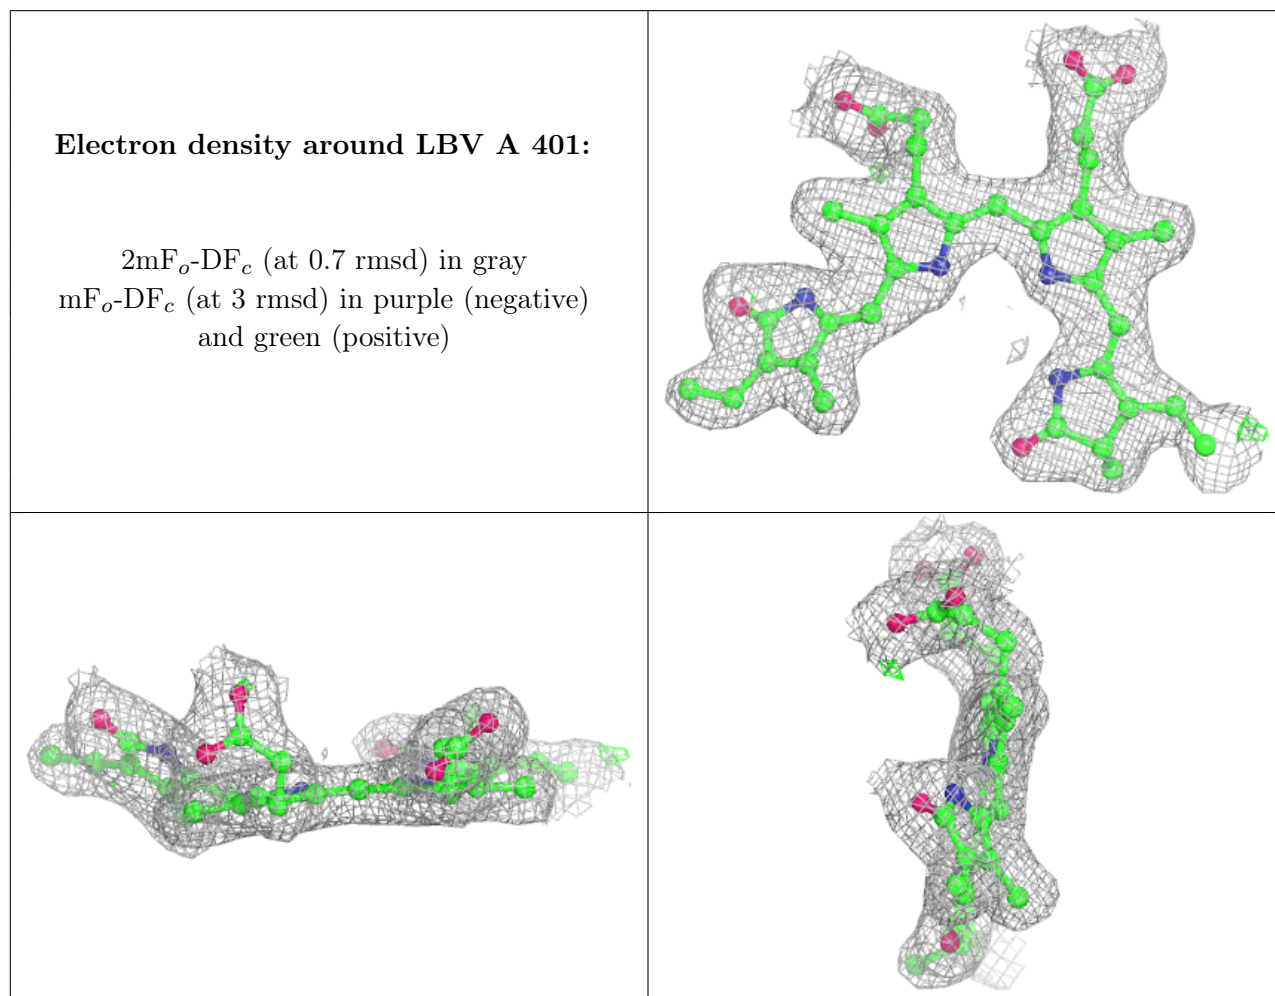 Electron density around LBV A 401:
2mFₒ-DF𝒸 (at 0.7 rmsd) in gray
mFₒ-DF𝒸 (at 3 rmsd) in purple (negative)
and green (positive)